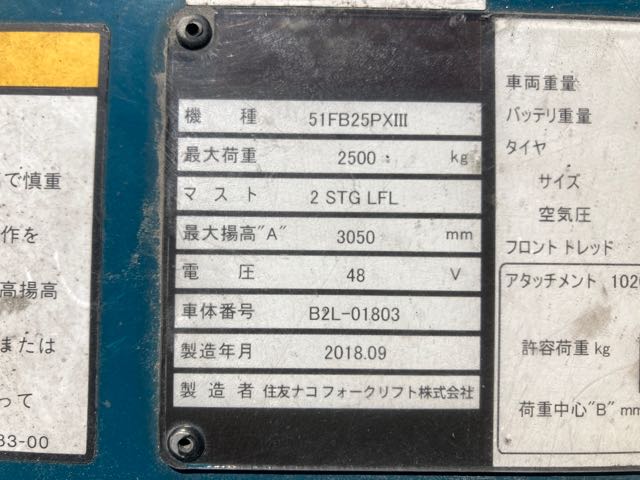 で慎重
作を
高揚高
または
って
83-00
機 種 51FB25PXIII
最大荷重 2500 kg
マスト 2 STG LFL
最大揚高"A" 3050 mm
電 圧 48 V
車体番号 B2L-01803
製造年月 2018.09
製 造 者 住友ナコ フォークリフト株式会社
車両重量
バッテリ重量
タイヤ
サイズ
空気圧
フロント トレッド
アタッチメント 102
許容荷重 kg
荷重中心"B" mm